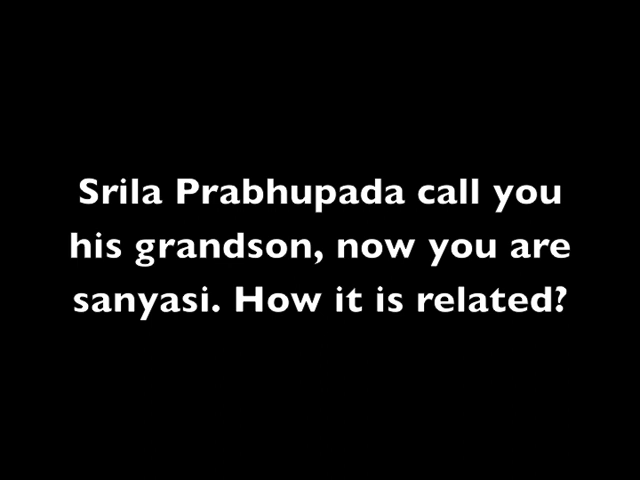 Srila Prabhupada call you
his grandson, now you are
sanyasi. How it is related?